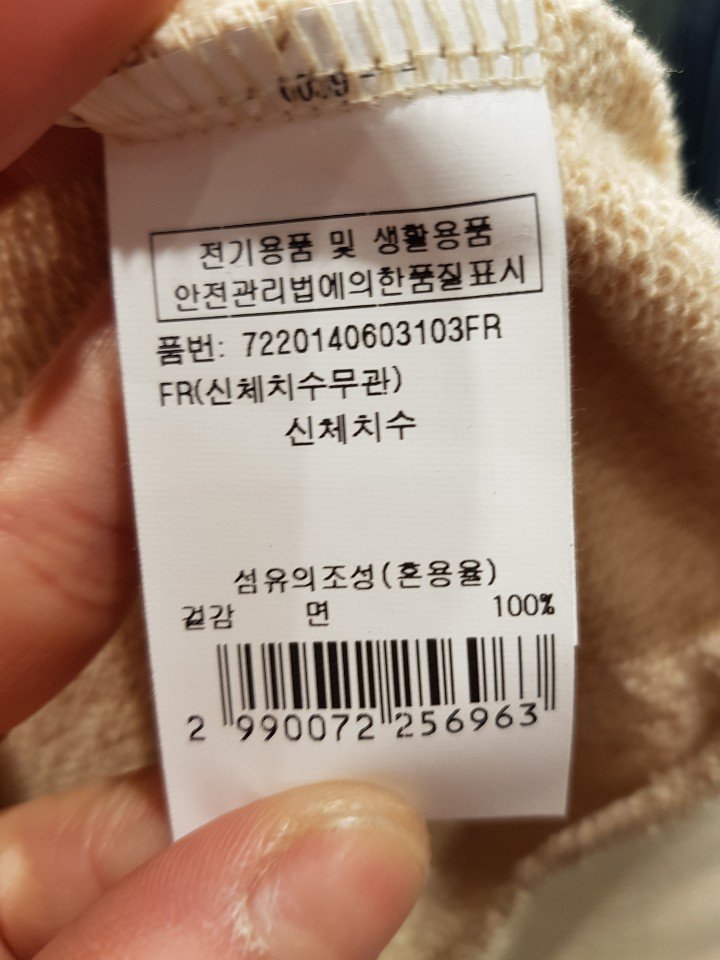 전기용품 및 생활용품
안전관리법에의한품질표시
품번: 7220140603103FR
FR(신체치수무관)
신체치수
섬유의조성(혼용율)
겉감 면 100%
2 990072 256963